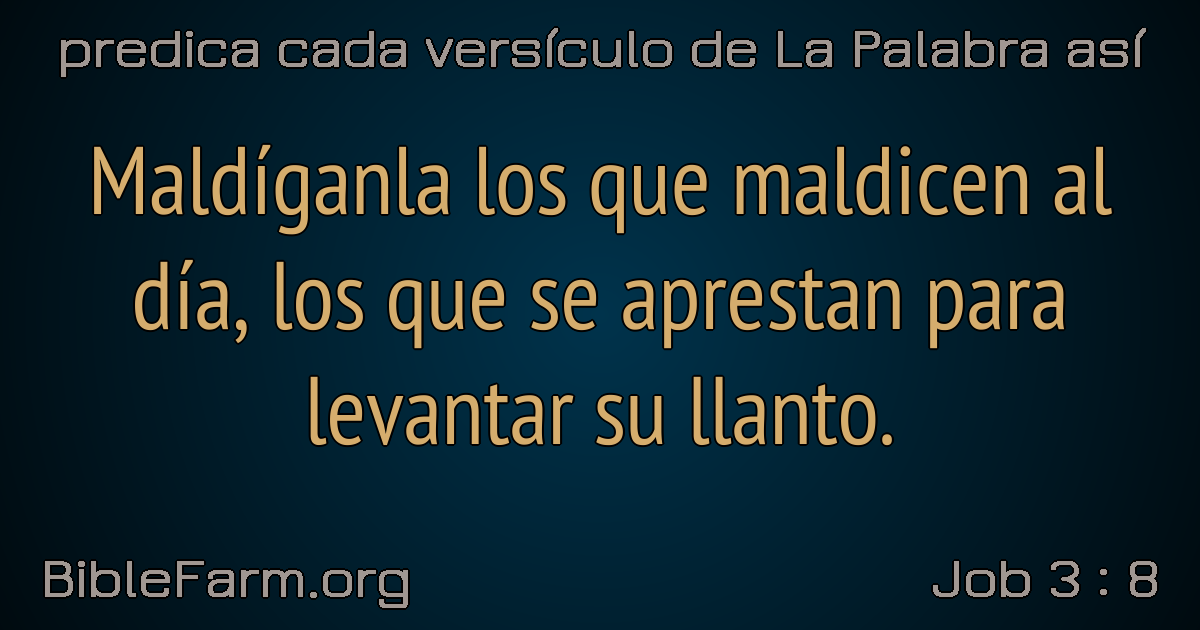 predica cada versículo de La Palabra así
Maldíganla los que maldicen al
día, los que se aprestan para
levantar su llanto.
BibleFarm.org
Job 3 : 8